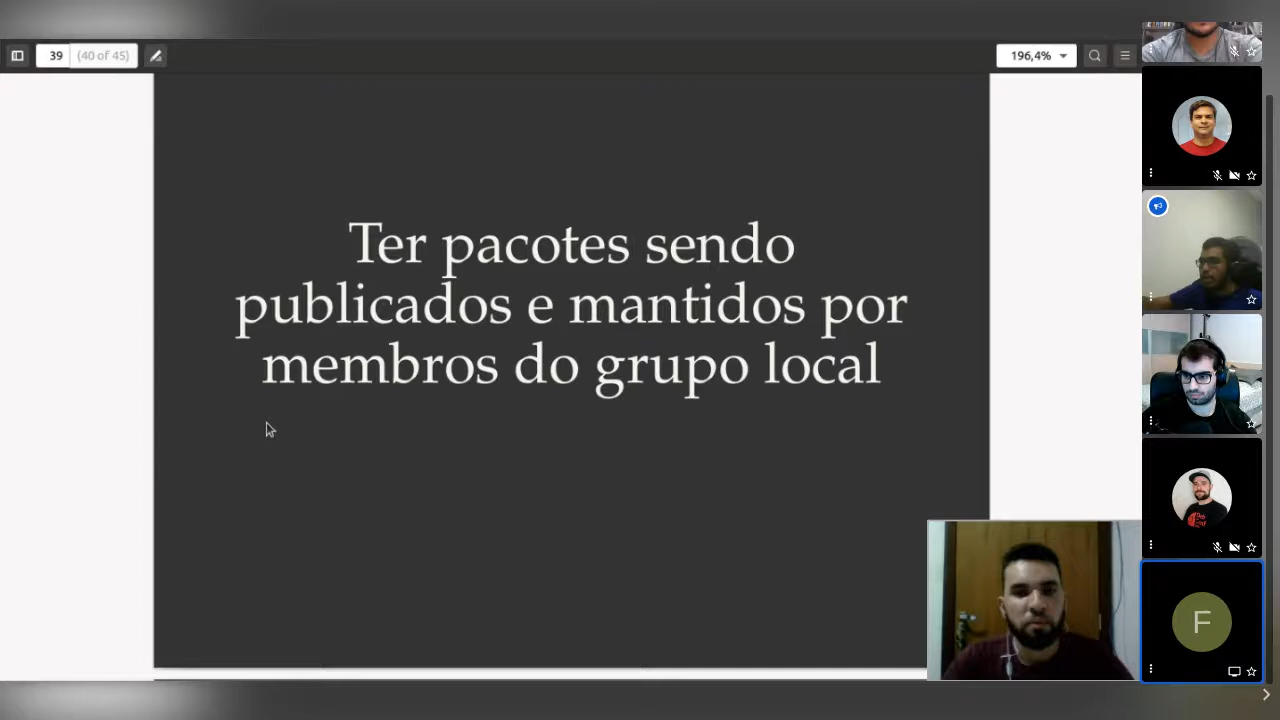 39 (40 of 45)
196,4%
Ter pacotes sendo
publicados e mantidos por
membros do grupo local
F